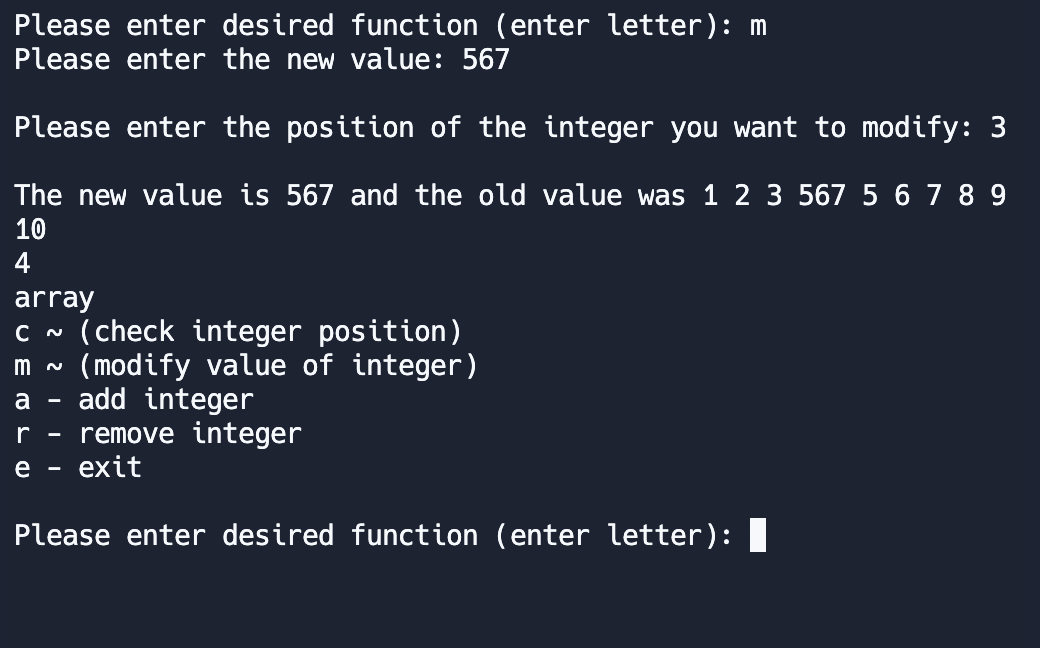 Please enter desired function (enter letter): m
Please enter the new value: 567
Please enter the position of the integer you want to modify: 3
The new value is 567 and the old value was 1 2 3 567 5 6 7 8 9
10
4
array
c ~ (check integer position)
m ~ (modify value of integer)
a - add integer
r - remove integer
e - exit
Please enter desired function (enter letter):